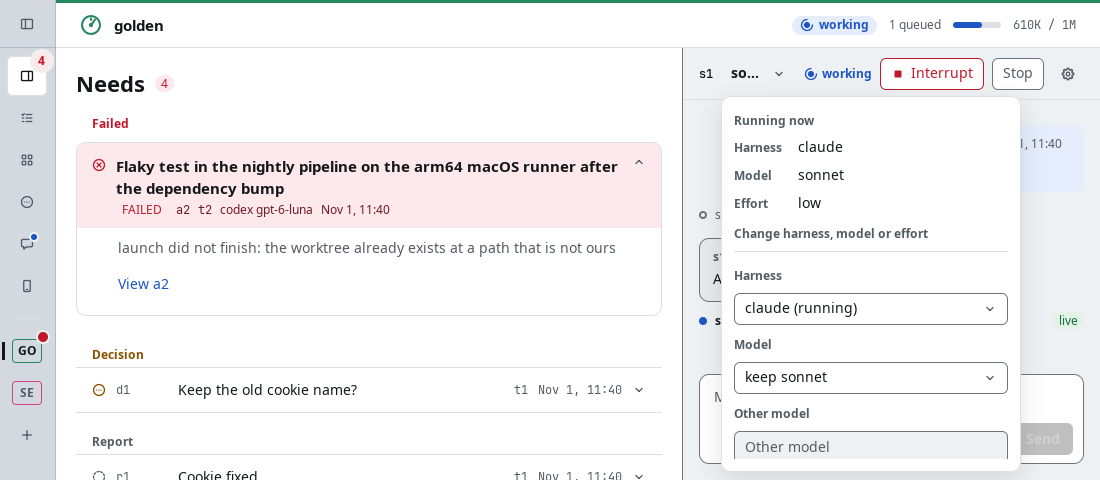 golden
working
1 queued
610K / 1M
4
GO
SE
Needs 4
Failed
Flaky test in the nightly pipeline on the arm64 macOS runner after
the dependency bump
FAILED a2 t2 codex gpt-6-luna Nov 1, 11:40
launch did not finish: the worktree already exists at a path that is not ours
View a2
Decision
d1 Keep the old cookie name? t1 Nov 1, 11:40
Report
r1 Cookie fixed t1 Nov 1, 11:40
s1 so... working Interrupt Stop
11:40
Running now
Harness claude
Model sonnet
Effort low
Change harness, model or effort
Harness
claude (running)
Model
keep sonnet
Other model
Other model
live
Send